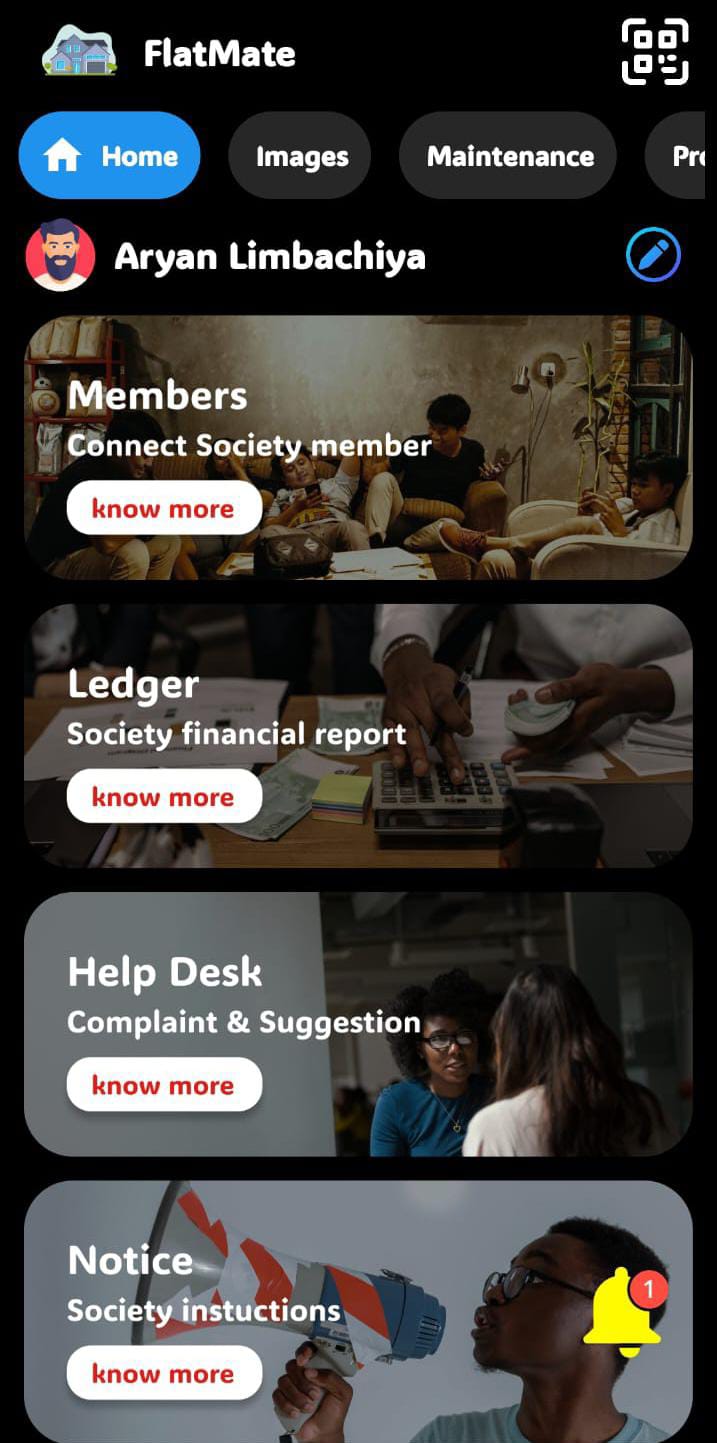 FlatMate
Home Images Maintenance Pro
Aryan Limbachiya
Members
Connect Society member
know more
Ledger
Society financial report
know more
Help Desk
Complaint & Suggestion
know more
Notice
1
Society instuctions
know more